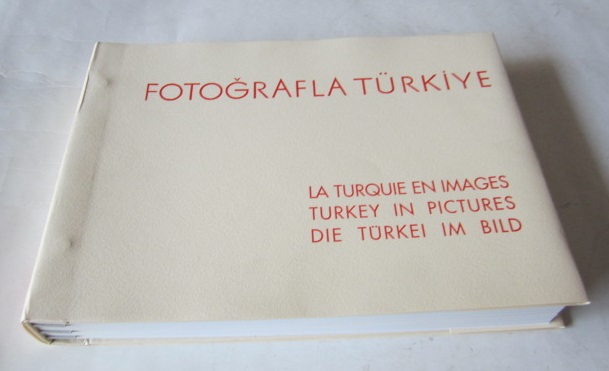 FOTOĞRAFLA TÜRKİYE
LA TURQUIE EN IMAGES
TURKEY IN PICTURES
DIE TÜRKEI IM BILD